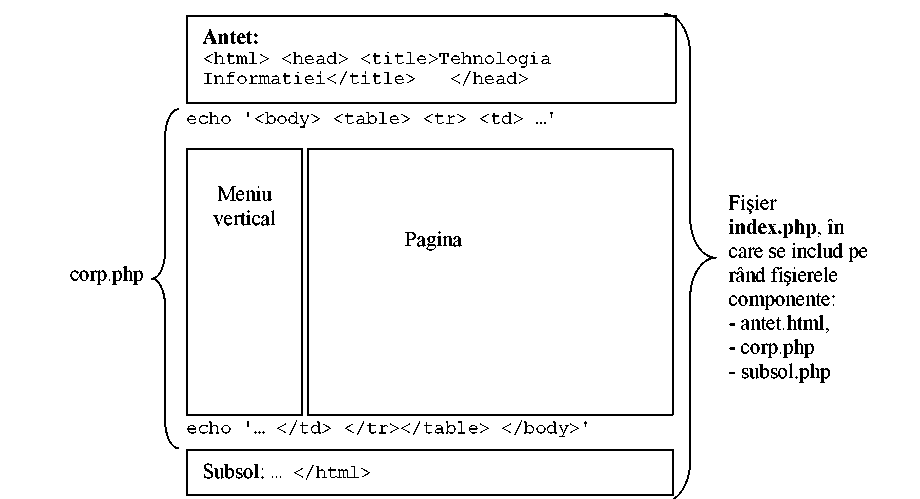 Antet:
<html> <head> <title>Tehnologia
Informatiei</title>   </head>
echo '<body> <table> <tr> <td> …'
Meniu
vertical
Pagina
corp.php
echo '… </td> </tr></table> </body>'
Subsol: … </html>
Fişier
index.php, în
care se includ pe
rând fişierele
componente:
- antet.html,
- corp.php
- subsol.php